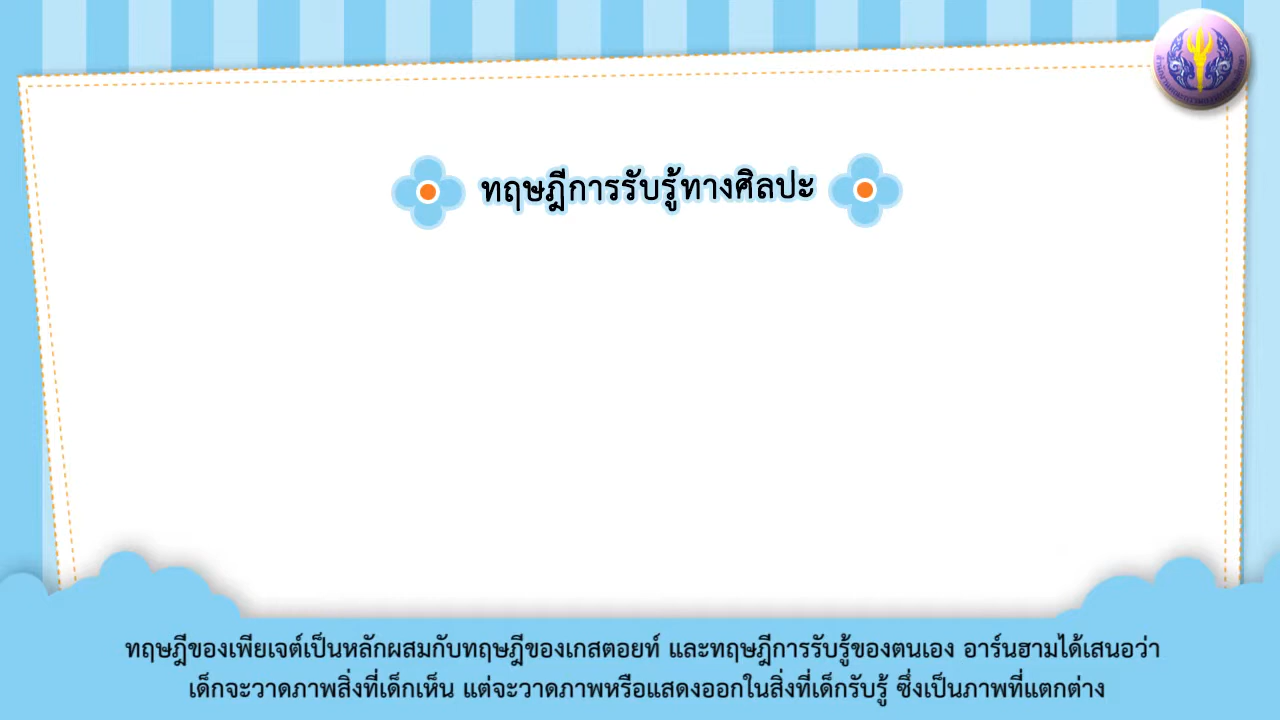 ทฤษฎีการรับรู้ทางศิลปะ
ทฤษฎีของเพียเจต์เป็นหลักผสมกับทฤษฎีของเกสตอยท์ และทฤษฎีการรับรู้ของตนเอง อาร์นฮามได้เสนอว่า
เด็กจะวาดภาพสิ่งที่เด็กเห็น แต่จะวาดภาพหรือแสดงออกในสิ่งที่เด็กรับรู้ ซึ่งเป็นภาพที่แตกต่าง